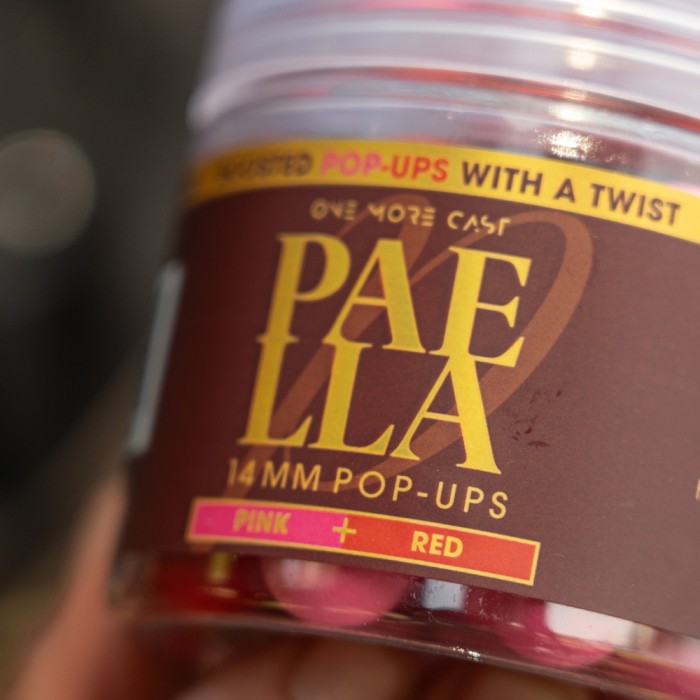 POP-UPS WITH A TWIST
ONE MORE CAST
PAE
LLA
14MM POP-UPS
PINK + RED